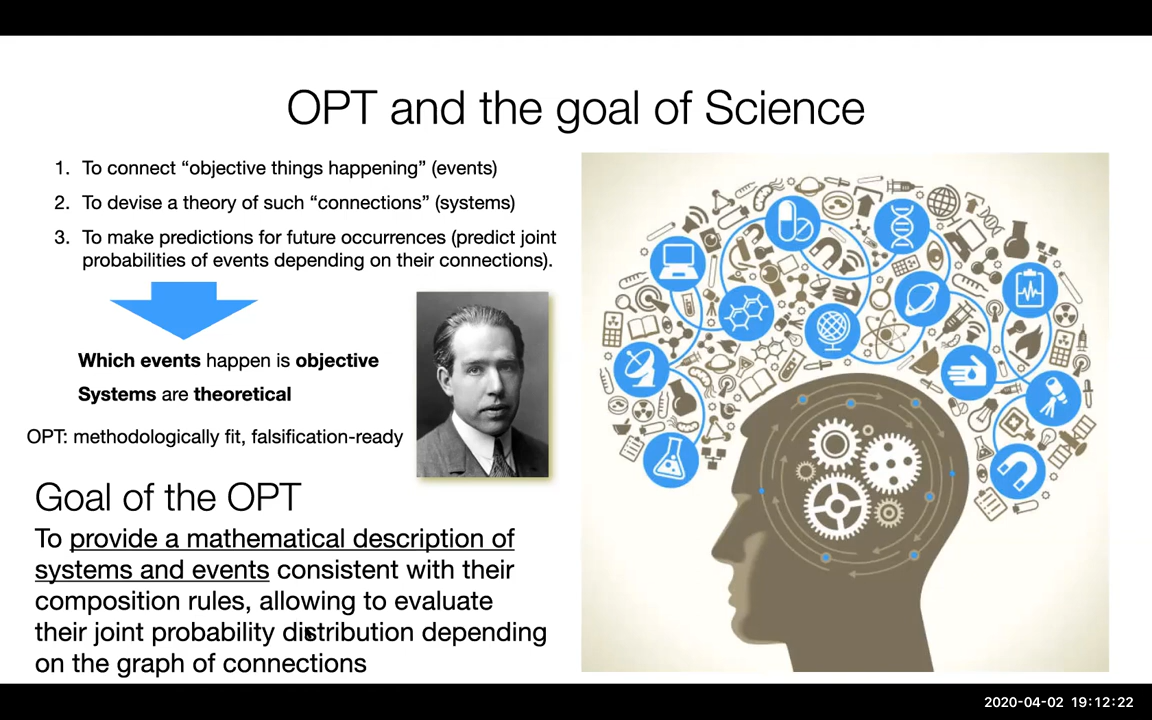 OPT and the goal of Science
1. To connect “objective things happening” (events)
2. To devise a theory of such “connections” (systems)
3. To make predictions for future occurrences (predict joint
probabilities of events depending on their connections).
Which events happen is objective
Systems are theoretical
OPT: methodologically fit, falsification-ready
Goal of the OPT
To provide a mathematical description of
systems and events consistent with their
composition rules, allowing to evaluate
their joint probability distribution depending
on the graph of connections
2020-04-02 19:12:22